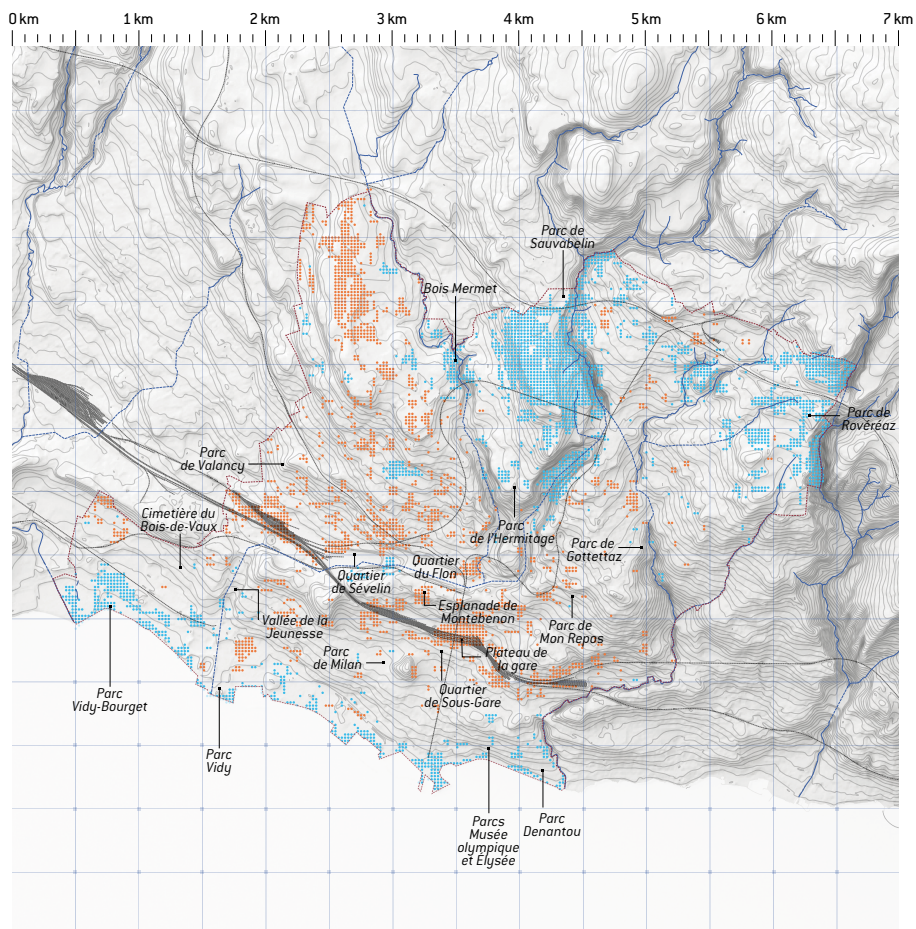 0 km 1 km 2 km 3 km 4 km 5 km 6 km 7 km
Parc de
Sauvabelin
Bois Mermet
Parc de
Rovéréaz
Parc
de Valancy
Cimetière du
Bois-de-Vaux
Parc
de l'Hermitage
Parc de
Gottettaz
Quartier
du Flon
Quartier
de Sévelin
Esplanade de
Montebenon
Vallée de la
Jeunesse
Parc de
Mon Repos
Parc
de Milan
Plateau de
la gare
Quartier
de Sous-Gare
Parc
Vidy-Bourget
Parc
Vidy
Parcs
Musée
olympique
et Elysée
Parc
Denantou